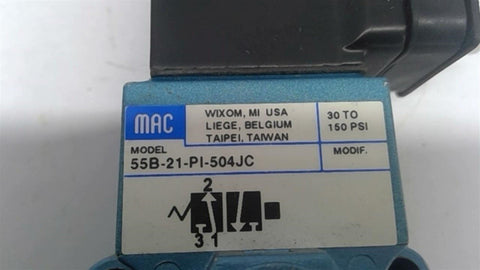 MAC
WIXOM, MI USA
LIEGE, BELGIUM
TAIPEI, TAIWAN
30 TO
150 PSI
MODEL
55B-21-PI-504JC
MODIF.
2
3 1